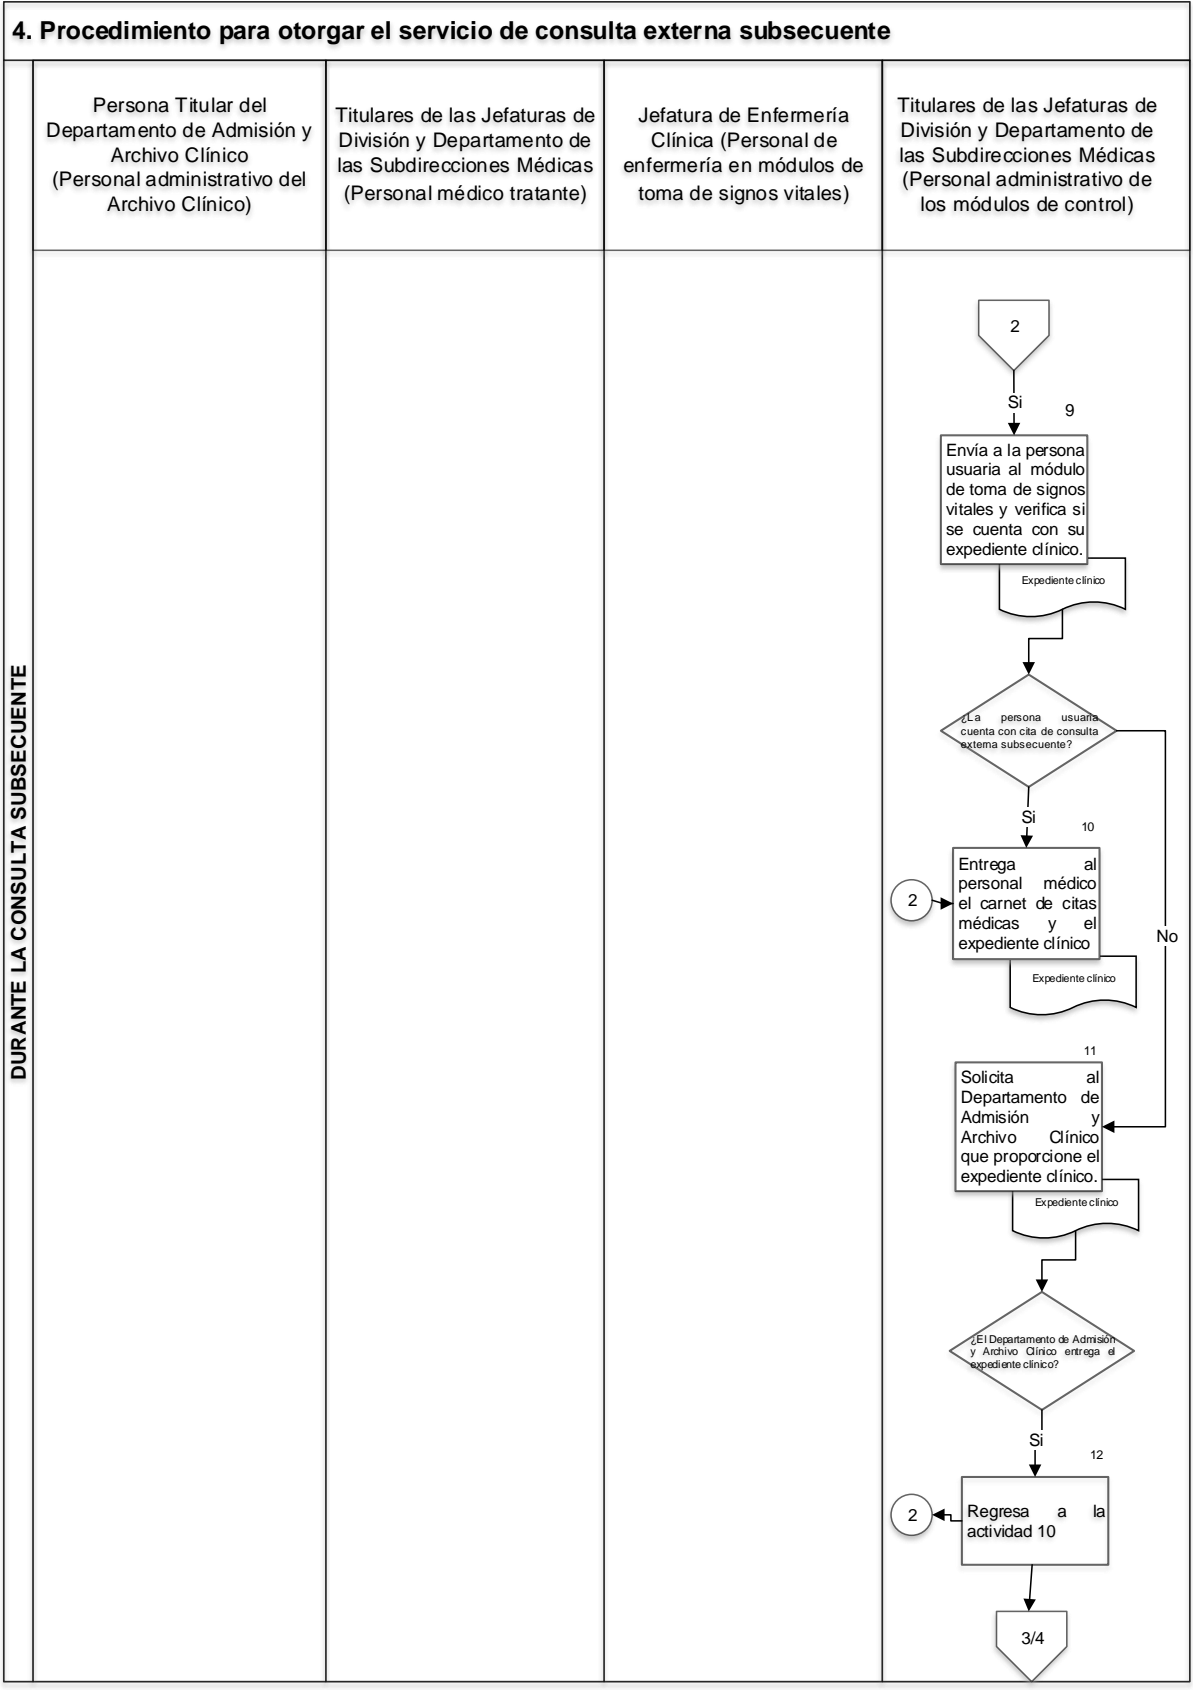 4. Procedimiento para otorgar el servicio de consulta externa subsecuente
Persona Titular del
Departamento de Admisión y
Archivo Clínico
(Personal administrativo del
Archivo Clínico)
Titulares de las Jefaturas de
División y Departamento de
las Subdirecciones Médicas
(Personal médico tratante)
Jefatura de Enfermería
Clínica (Personal de
enfermería en módulos de
toma de signos vitales)
Titulares de las Jefaturas de
División y Departamento de
las Subdirecciones Médicas
(Personal administrativo de
los módulos de control)
DURANTE LA CONSULTA SUBSECUENTE
2
Si
9
Envía a la persona
usuaria al módulo
de toma de signos
vitales y verifica si
se cuenta con su
expediente clínico.
Expediente clínico
¿La persona usuaria
cuenta con cita de consulta
externa subsecuente?
Si
10
Entrega al
personal médico
el carnet de citas
médicas y el
expediente clínico
2
No
Expediente clínico
11
Solicita al
Departamento de
Admisión y
Archivo Clínico
que proporcione el
expediente clínico.
Expediente clínico
¿El Departamento de Admisión
y Archivo Clínico entrega el
expediente clínico?
Si
12
Regresa a la
actividad 10
2
3/4